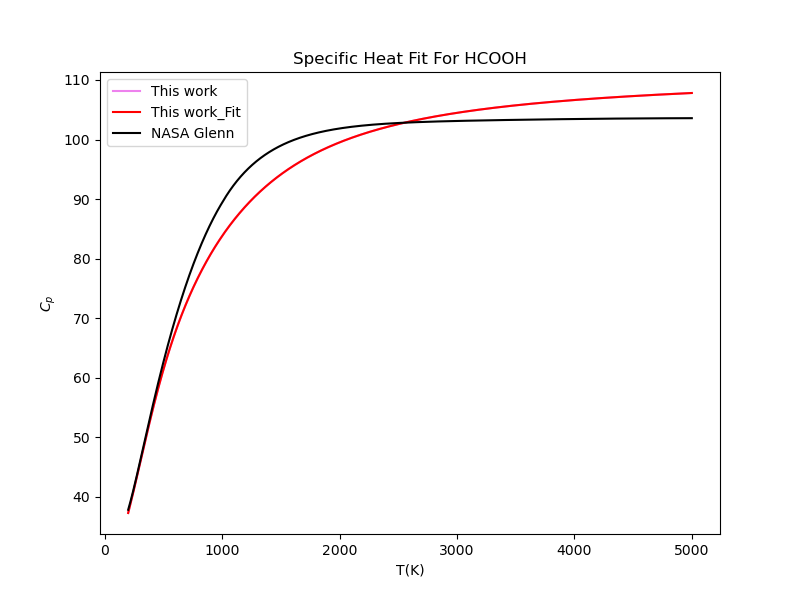 Specific Heat Fit For HCOOH
This work
This work_Fit
NASA Glenn
110
100
90
80
70
60
50
40
C_p
0 1000 2000 3000 4000 5000
T(K)